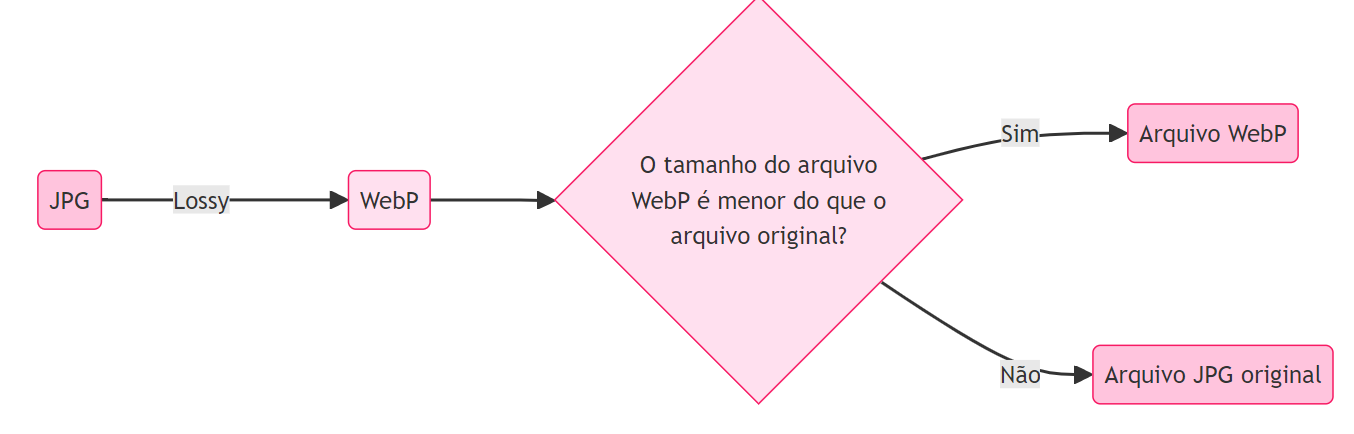 JPG
Lossy
WebP
O tamanho do arquivo
WebP é menor do que o
arquivo original?
Sim
Arquivo WebP
Não
Arquivo JPG original